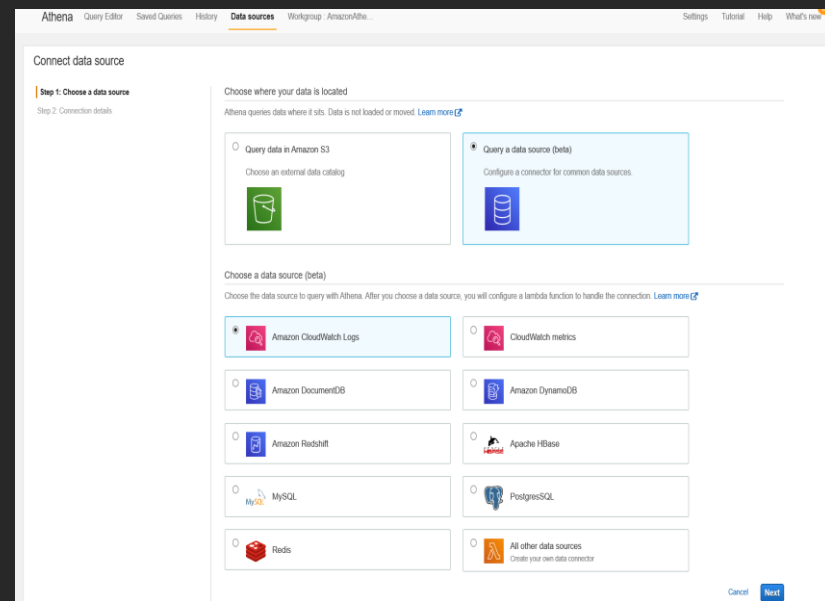 Athena Query Editor Saved Queries History Data sources Workgroup : AmazonAthe... Settings Tutorial Help What's new
Connect data source
Step 1: Choose a data source
Step 2: Connection details
Choose where your data is located
Athena queries data where it sits. Data is not loaded or moved. Learn more
Query data in Amazon S3
Choose an external data catalog
Query a data source (beta)
Configure a connector for common data sources.
Choose a data source (beta)
Choose the data source to query with Athena. After you choose a data source, you will configure a lambda function to handle the connection. Learn more
Amazon CloudWatch Logs
CloudWatch metrics
Amazon DocumentDB
Amazon DynamoDB
Amazon Redshift
Apache HBase
MySQL MySQL
PostgresSQL
Redis
All other data sources
Create your own data connector
Cancel Next